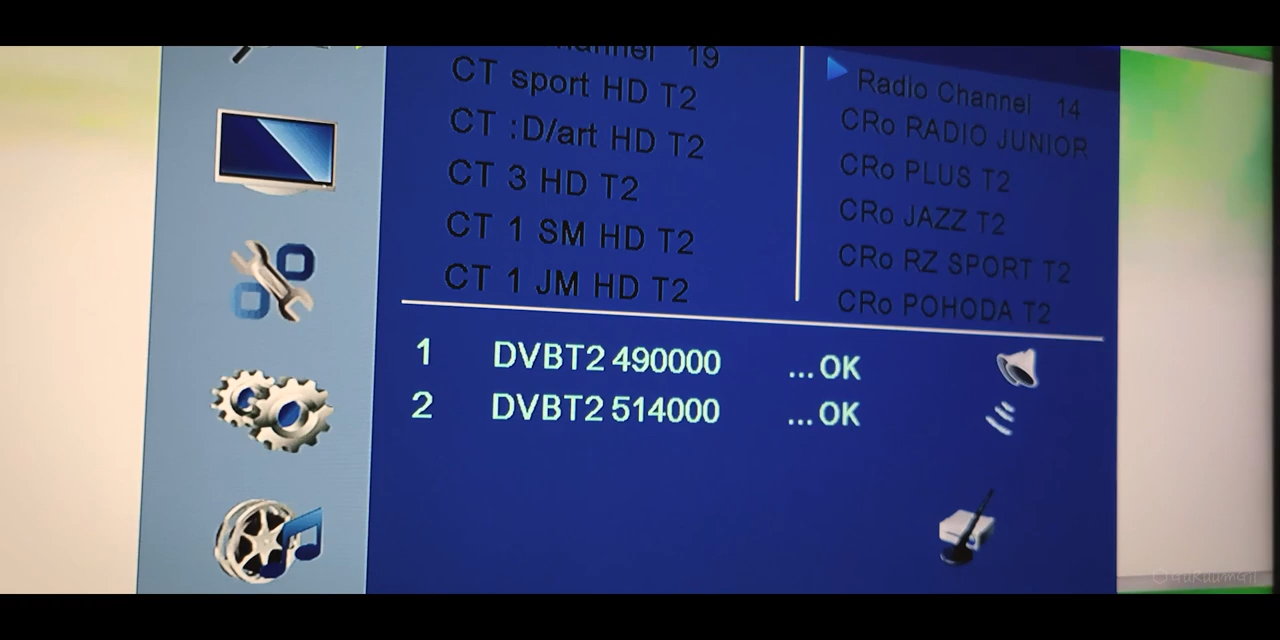 Channel 19
CT sport HD T2
CT :D/art HD T2
CT 3 HD T2
CT 1 SM HD T2
CT 1 JM HD T2
Radio Channel 14
CRo RADIO JUNIOR
CRo PLUS T2
CRo JAZZ T2
CRo RZ SPORT T2
CRo POHODA T2
1 DVBT2 490000 ...OK
2 DVBT2 514000 ...OK